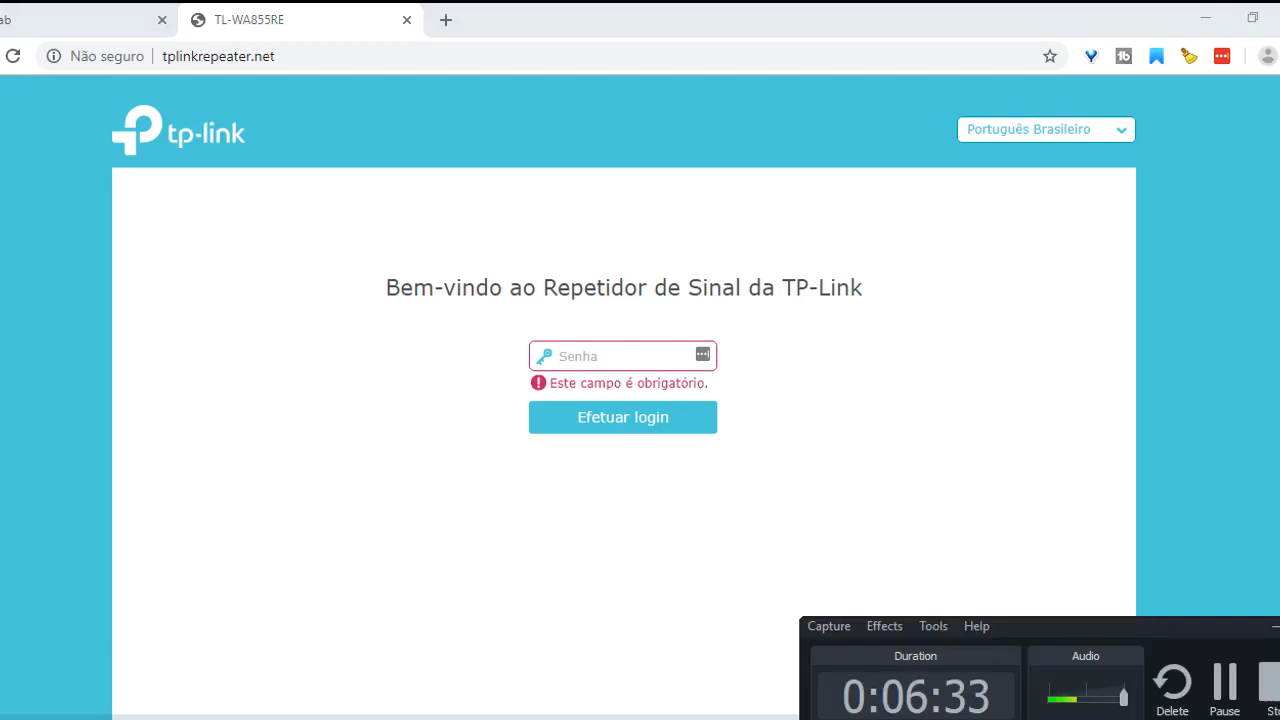 ab
TL-WA855RE
Não seguro
tplinkrepeater.net
tp-link
Português Brasileiro
Bem-vindo ao Repetidor de Sinal da TP-Link
Senha
Este campo é obrigatório.
Efetuar login
Capture Effects Tools Help
Duration
Audio
0:06:33
Delete
Pause
Sto